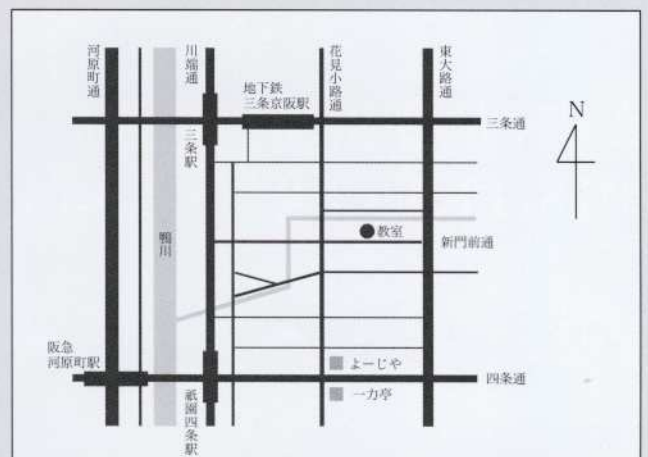 河原町通
川端通
花見小路通
東大路通
地下鉄
三条京阪駅
N
三条通
三条駅
鴨川
教室
新門前通
阪急
河原町駅
よーじや
四条通
一力亭
祇園四条駅